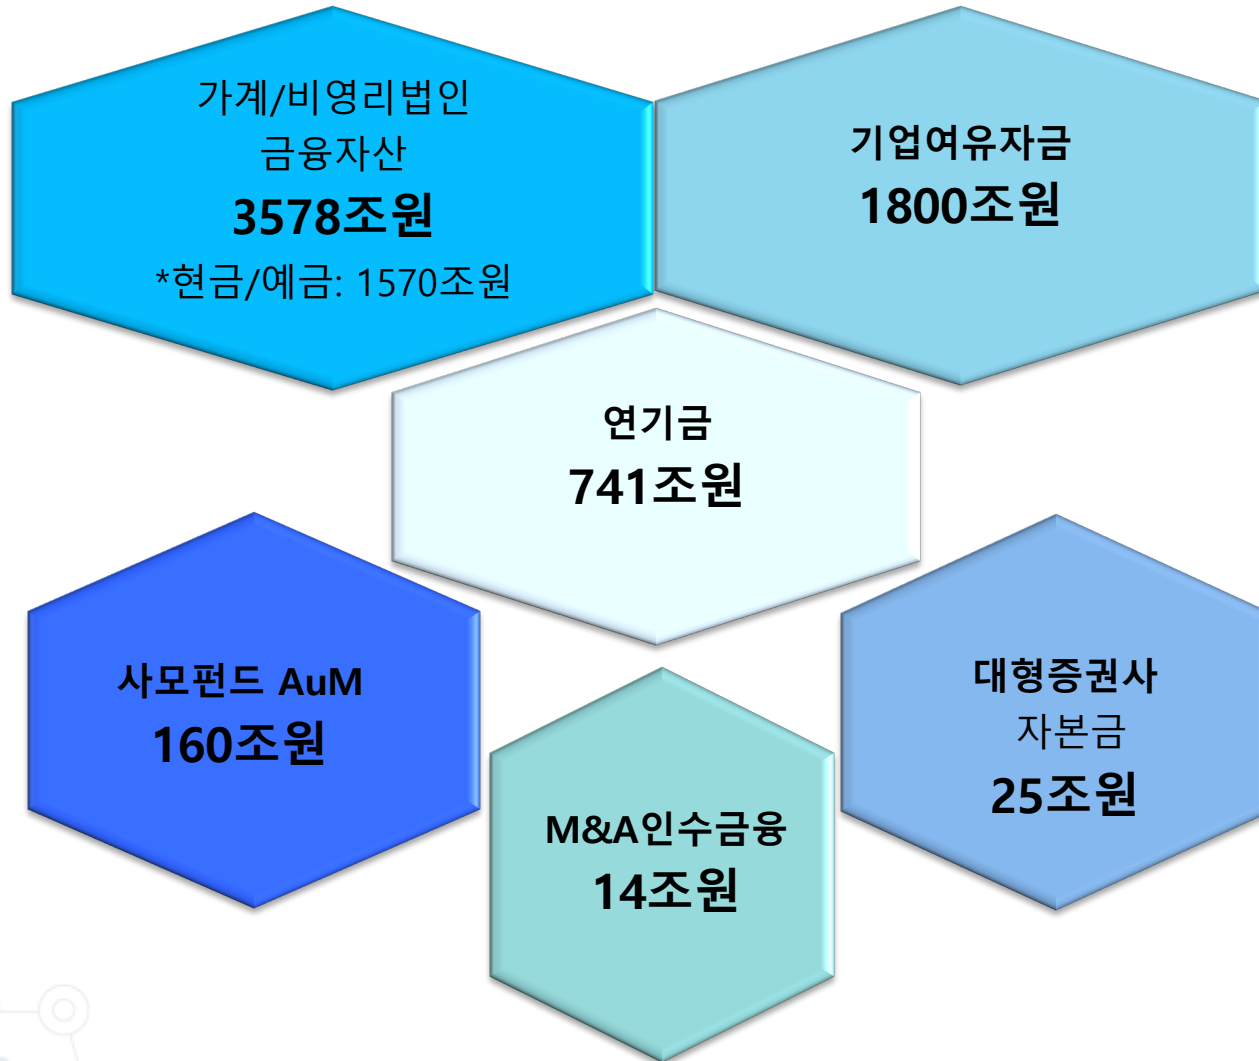 가계/비영리법인
금융자산
3578조원
*현금/예금: 1570조원
기업여유자금
1800조원
연기금
741조원
사모펀드 AuM
160조원
대형증권사
자본금
25조원
M&A인수금융
14조원